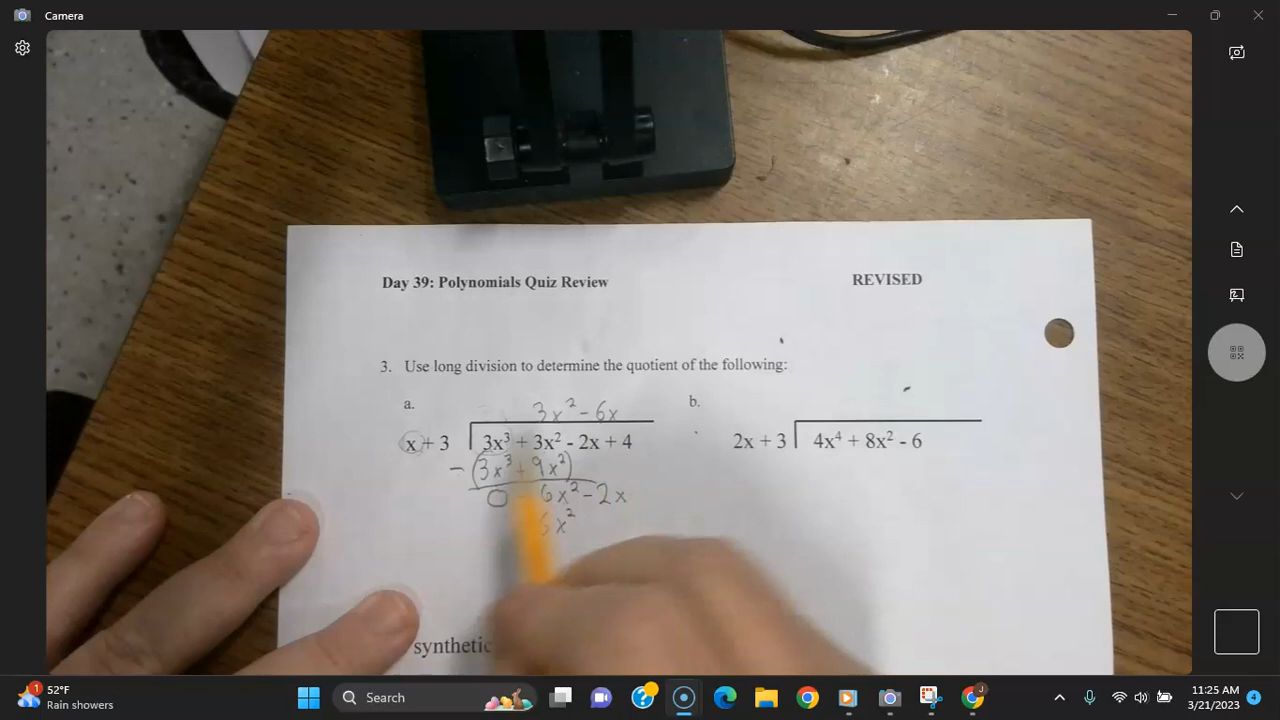 Camera
Day 39: Polynomials Quiz Review REVISED
3. Use long division to determine the quotient of the following:
a. b.
3x² - 6x
x + 3 3x³ + 3x² - 2x + 4 2x + 3 4x⁴ + 8x² - 6
- (3x³ + 9x²)
0 6x² - 2x
6x²
synthetic
1
52°F
Rain showers
Search
11:25 AM
3/21/2023
4